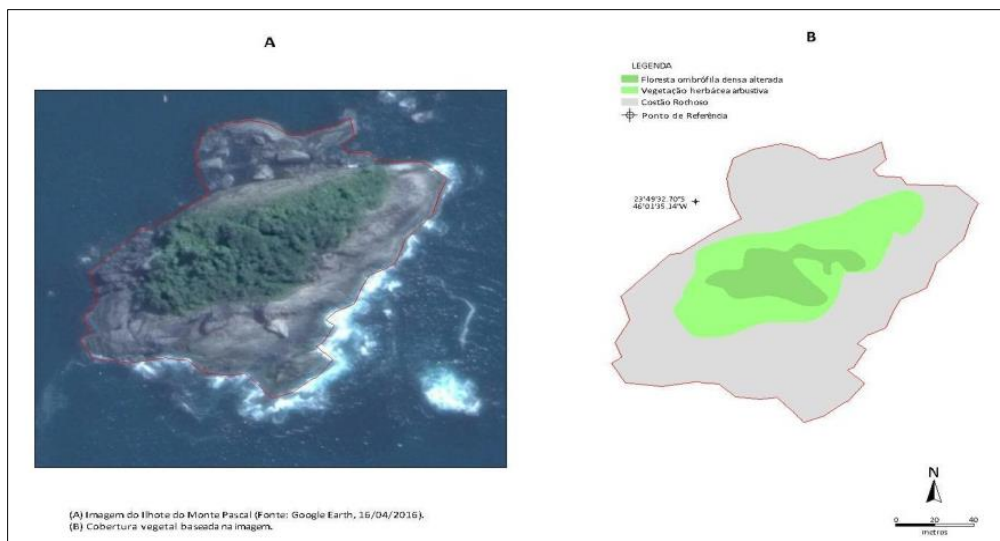 A
B
LEGENDA
Floresta ombrófila densa alterada
Vegetação herbácea arbustiva
Costão Rochoso
Ponto de Referência
23°49'32.70"S
46°01'35.14"W
N
0 20 40
metros
(A) Imagem do Ilhote do Monte Pascal (Fonte: Google Earth, 16/04/2016).
(B) Cobertura vegetal baseada na imagem.